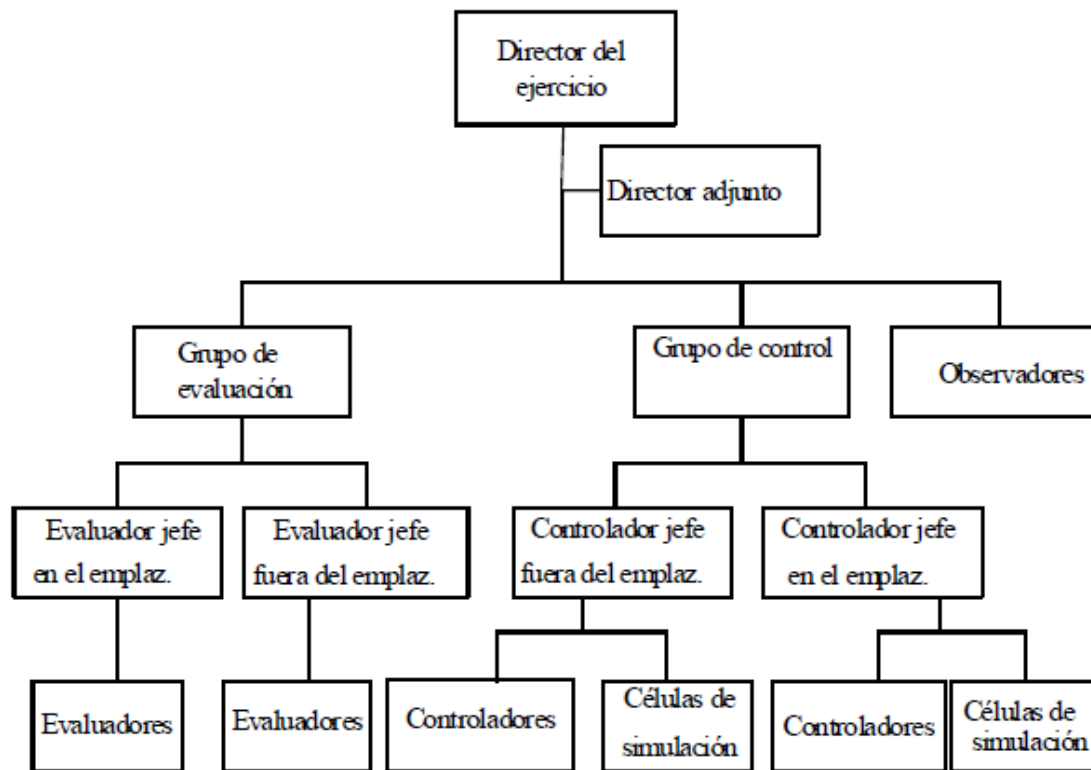 Director del
ejercicio
Director adjunto
Grupo de
evaluación
Grupo de control
Observadores
Evaluador jefe
en el emplaz.
Evaluador jefe
fuera del emplaz.
Controlador jefe
fuera del emplaz.
Controlador jefe
en el emplaz.
Evaluadores
Evaluadores
Controladores
Células de
simulación
Controladores
Células de
simulación